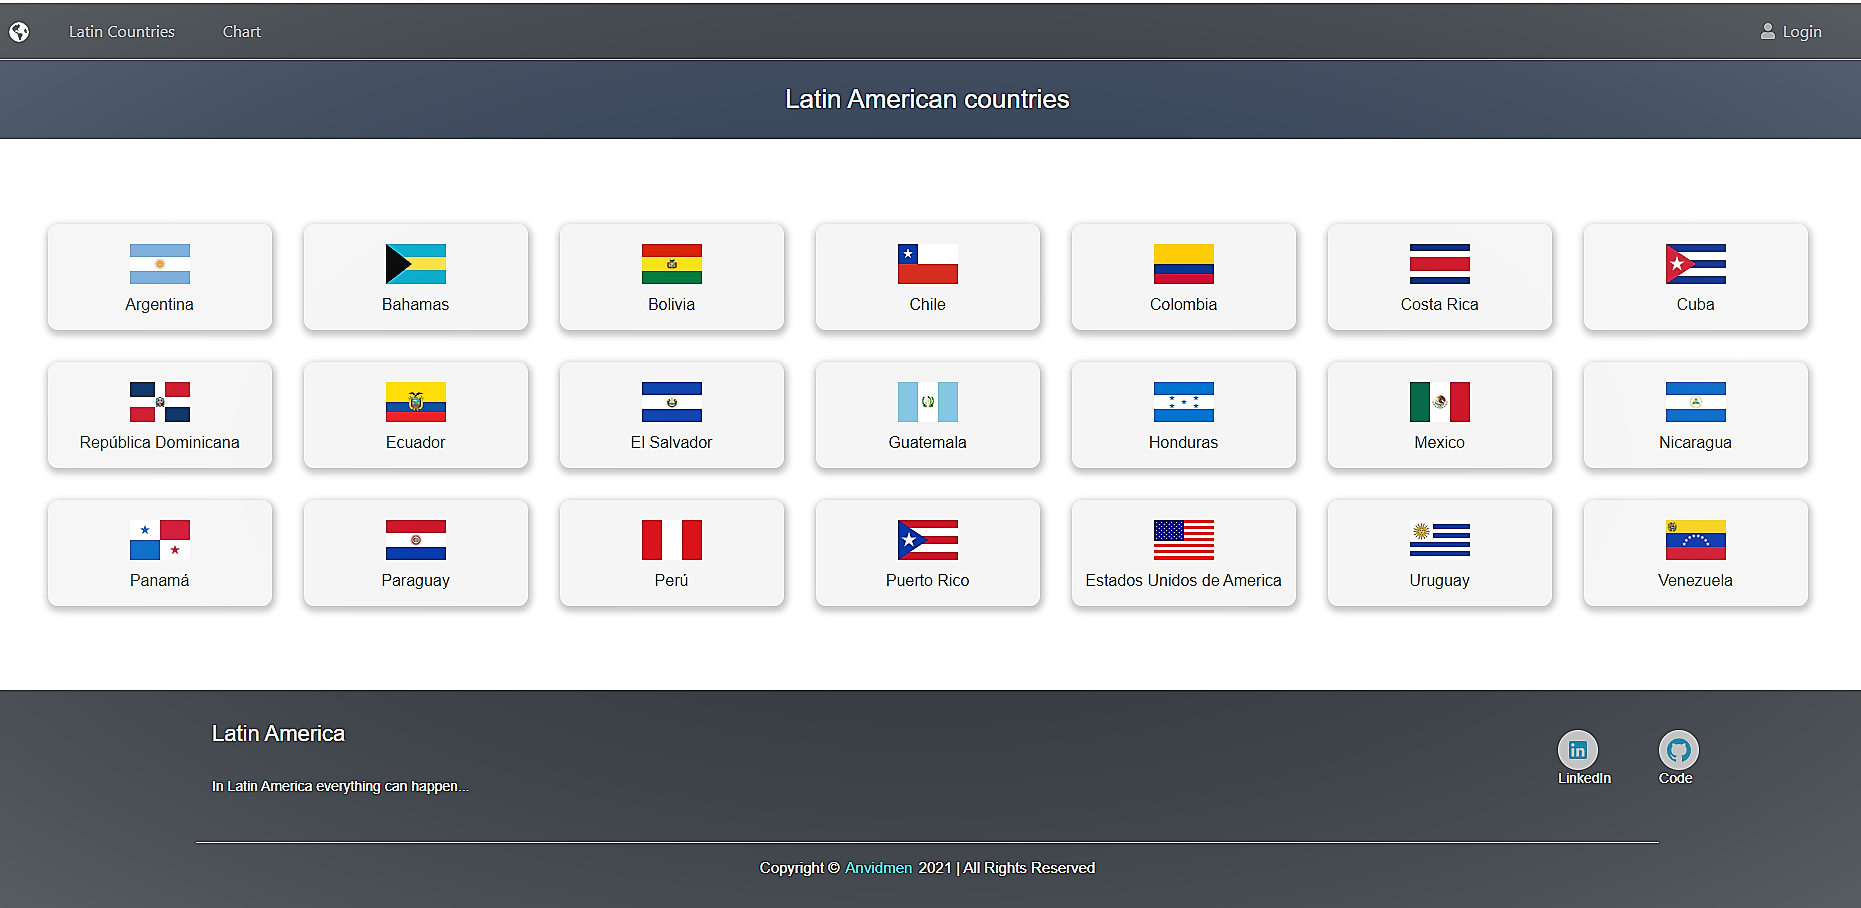 Latin Countries Chart Login
Latin American countries
Argentina Bahamas Bolivia Chile Colombia Costa Rica Cuba
República Dominicana Ecuador El Salvador Guatemala Honduras Mexico Nicaragua
Panamá Paraguay Perú Puerto Rico Estados Unidos de America Uruguay Venezuela
Latin America
In Latin America everything can happen...
LinkedIn Code
Copyright © Anvidmen 2021 | All Rights Reserved